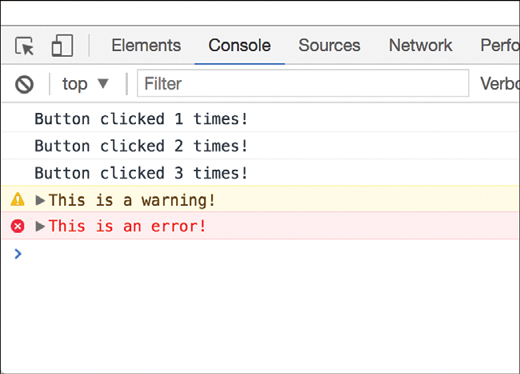 Elements Console Sources Network Perfo
top Filter Verbo
Button clicked 1 times!
Button clicked 2 times!
Button clicked 3 times!
This is a warning!
This is an error!